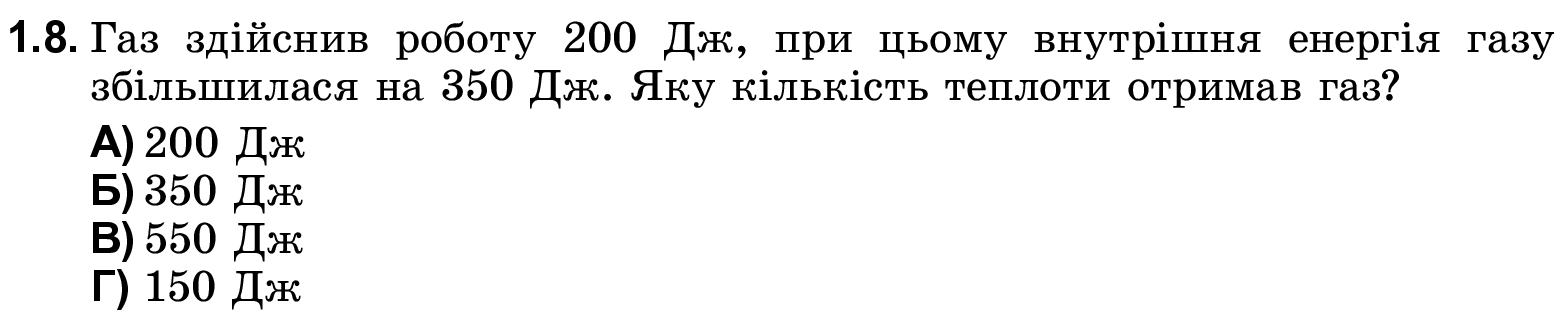 1.8. Газ здійснив роботу 200 Дж, при цьому внутрішня енергія газу
збільшилася на 350 Дж. Яку кількість теплоти отримав газ?
А) 200 Дж
Б) 350 Дж
В) 550 Дж
Г) 150 Дж